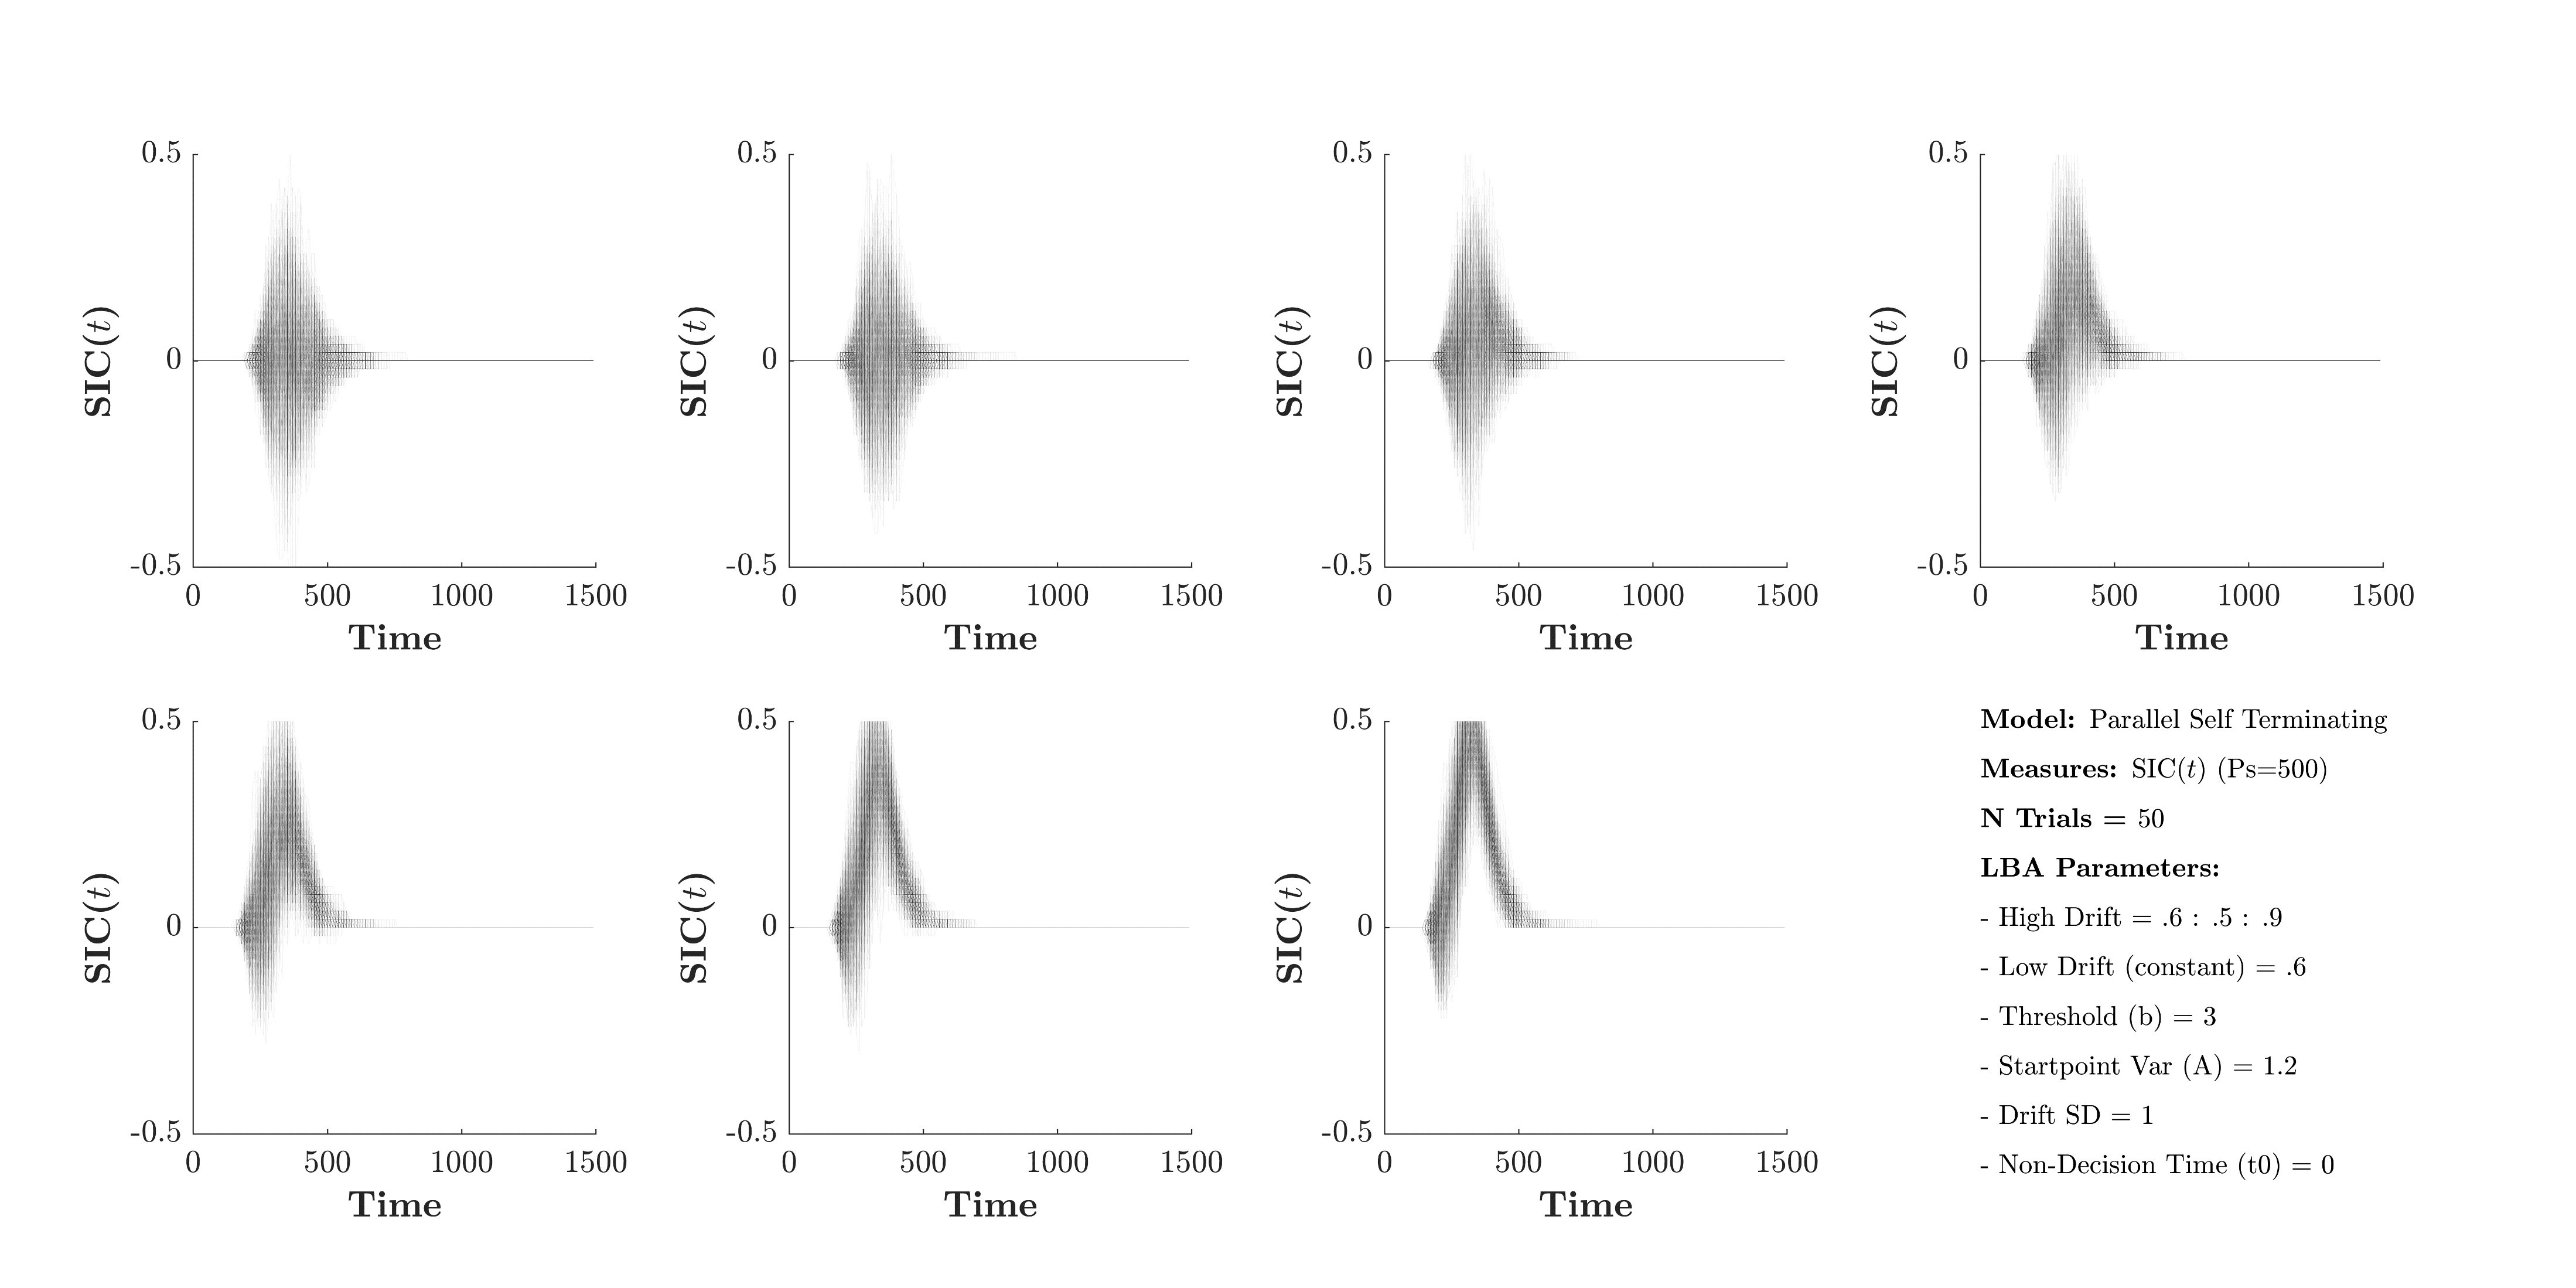 0.5
0
-0.5
SIC(t)
0 500 1000 1500
Time
0.5
0
-0.5
SIC(t)
0 500 1000 1500
Time
0.5
0
-0.5
SIC(t)
0 500 1000 1500
Time
0.5
0
-0.5
SIC(t)
0 500 1000 1500
Time
0.5
0
-0.5
SIC(t)
0 500 1000 1500
Time
0.5
0
-0.5
SIC(t)
0 500 1000 1500
Time
0.5
0
-0.5
SIC(t)
0 500 1000 1500
Time
Model: Parallel Self Terminating
Measures: SIC(t) (Ps=500)
N Trials = 50
LBA Parameters:
- High Drift = .6 : .5 : .9
- Low Drift (constant) = .6
- Threshold (b) = 3
- Startpoint Var (A) = 1.2
- Drift SD = 1
- Non-Decision Time (t0) = 0